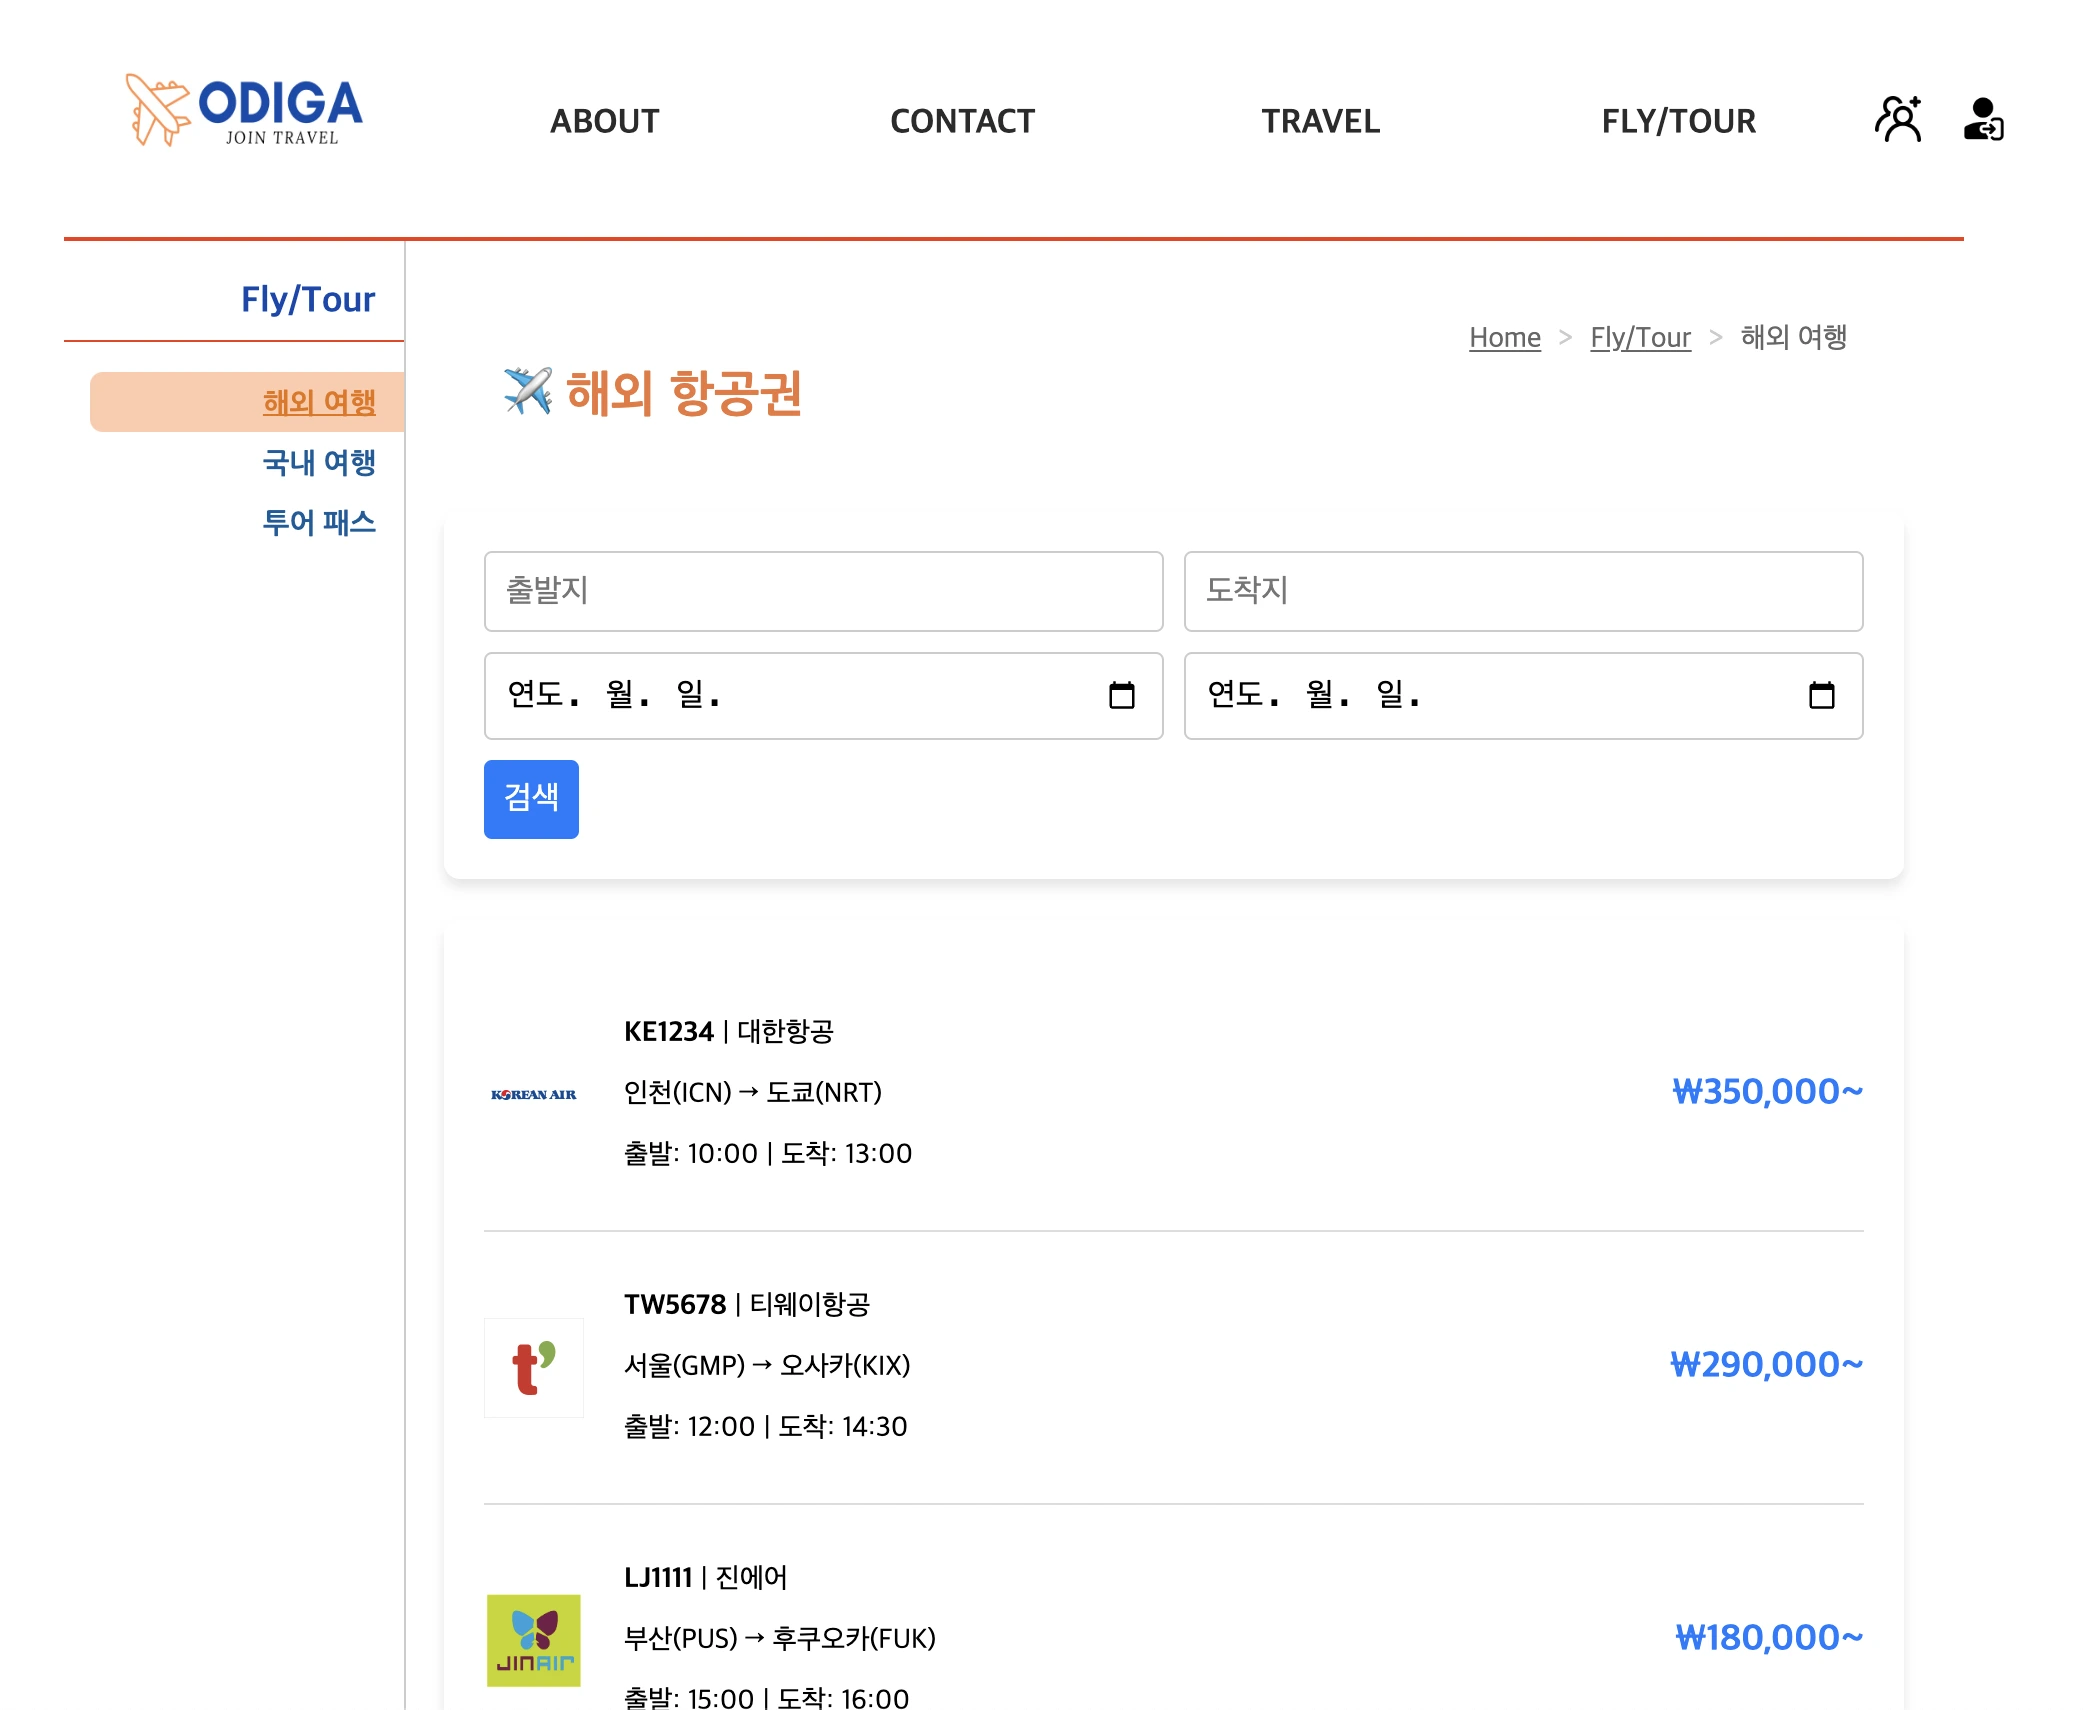 ODIGA
JOIN TRAVEL
ABOUT
CONTACT
TRAVEL
FLY/TOUR
Fly/Tour
해외 여행
국내 여행
투어 패스
Home > Fly/Tour > 해외 여행
해외 항공권
출발지
도착지
연도. 월. 일.
연도. 월. 일.
검색
KOREAN AIR
KE1234 | 대한항공
인천(ICN) → 도쿄(NRT)
출발: 10:00 | 도착: 13:00
₩350,000~
t'
TW5678 | 티웨이항공
서울(GMP) → 오사카(KIX)
출발: 12:00 | 도착: 14:30
₩290,000~
JINAIR
LJ1111 | 진에어
부산(PUS) → 후쿠오카(FUK)
출발: 15:00 | 도착: 16:00
₩180,000~